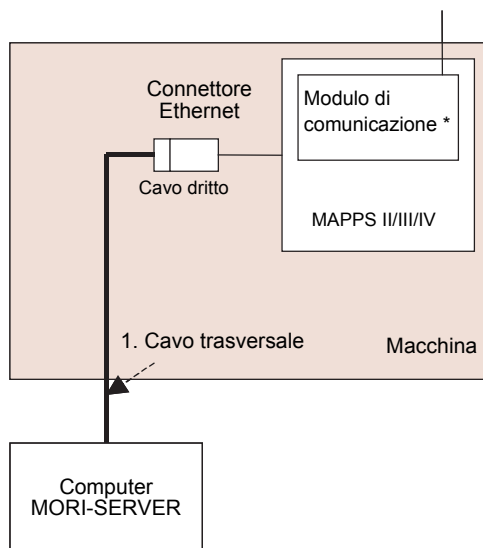 Connettore
Ethernet
Modulo di
comunicazione *
Cavo dritto
MAPPS II/III/IV
1. Cavo trasversale
Macchina
Computer
MORI-SERVER